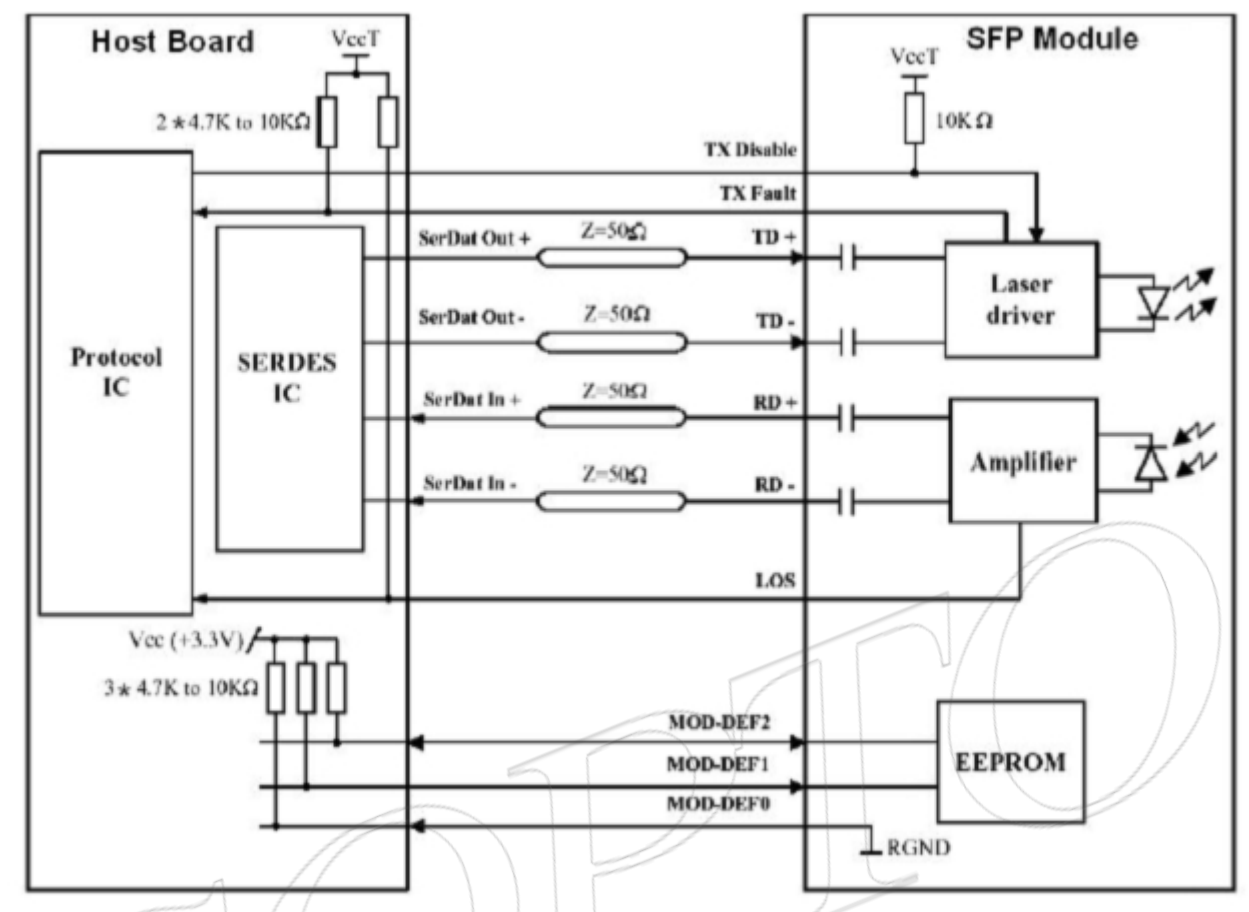 Host Board
VccT
2*4.7K to 10KΩ
Protocol
IC
SERDES
IC
SerDat Out +
SerDat Out -
SerDat In +
SerDat In -
Z=50Ω
Z=50Ω
Z=50Ω
Z=50Ω
TX Disable
TX Fault
TD +
TD -
RD +
RD -
LOS
SFP Module
VccT
10KΩ
Laser
driver
Amplifier
Vcc (+3.3V)
3*4.7K to 10KΩ
MOD-DEF2
MOD-DEF1
MOD-DEF0
EEPROM
RGND
OPTO